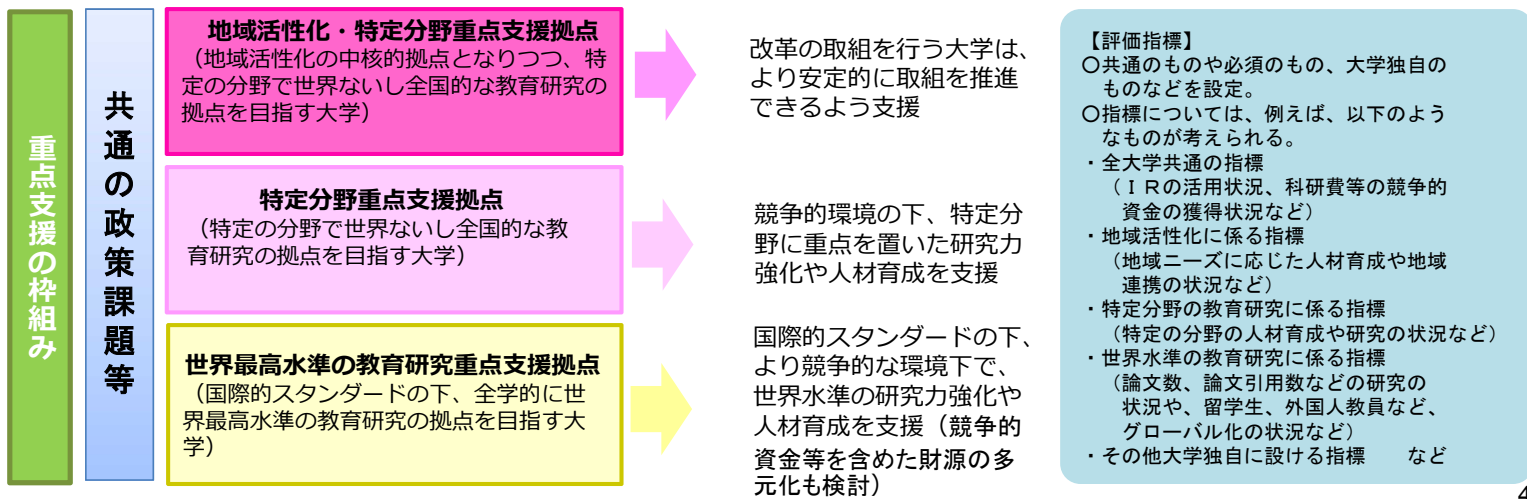 重点支援の枠組み
共通の政策課題等
地域活性化・特定分野重点支援拠点
（地域活性化の中核的拠点となりつつ、特
定の分野で世界ないし全国的な教育研究の
拠点を目指す大学）
改革の取組を行う大学は、
より安定的に取組を推進
できるよう支援
特定分野重点支援拠点
（特定の分野で世界ないし全国的な教
育研究の拠点を目指す大学）
競争的環境の下、特定分
野に重点を置いた研究力
強化や人材育成を支援
世界最高水準の教育研究重点支援拠点
（国際的スタンダードの下、全学的に世
界最高水準の教育研究の拠点を目指す大
学）
国際的スタンダードの下、
より競争的な環境下で、
世界水準の研究力強化や
人材育成を支援（競争的
資金等を含めた財源の多
元化も検討）
【評価指標】
〇共通のものや必須のもの、大学独自の
ものなどを設定。
〇指標については、例えば、以下のよう
なものが考えられる。
・全大学共通の指標
（ＩＲの活用状況、科研費等の競争的
資金の獲得状況など）
・地域活性化に係る指標
（地域ニーズに応じた人材育成や地域
連携の状況など）
・特定分野の教育研究に係る指標
（特定の分野の人材育成や研究の状況など）
・世界水準の教育研究に係る指標
（論文数、論文引用数などの研究の
状況や、留学生、外国人教員など、
グローバル化の状況など）
・その他大学独自に設ける指標　　など
4